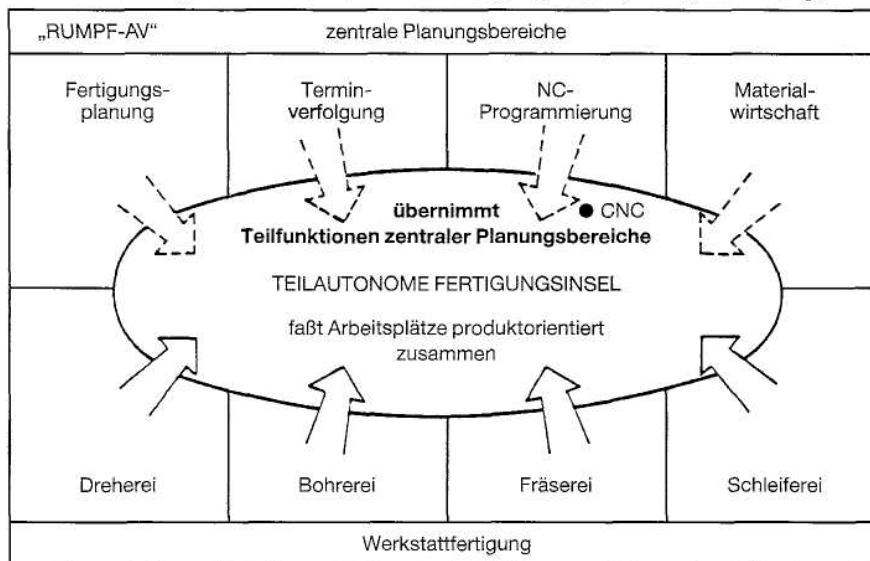 „RUMPF-AV“ zentrale Planungsbereiche
Fertigungs-
planung
Termin-
verfolgung
NC-
Programmierung
Material-
wirtschaft
übernimmt ● CNC
Teilfunktionen zentraler Planungsbereiche
TEILAUTONOME FERTIGUNGSINSEL
faßt Arbeitsplätze produktorientiert
zusammen
Dreherei
Bohrerei
Fräserei
Schleiferei
Werkstattfertigung